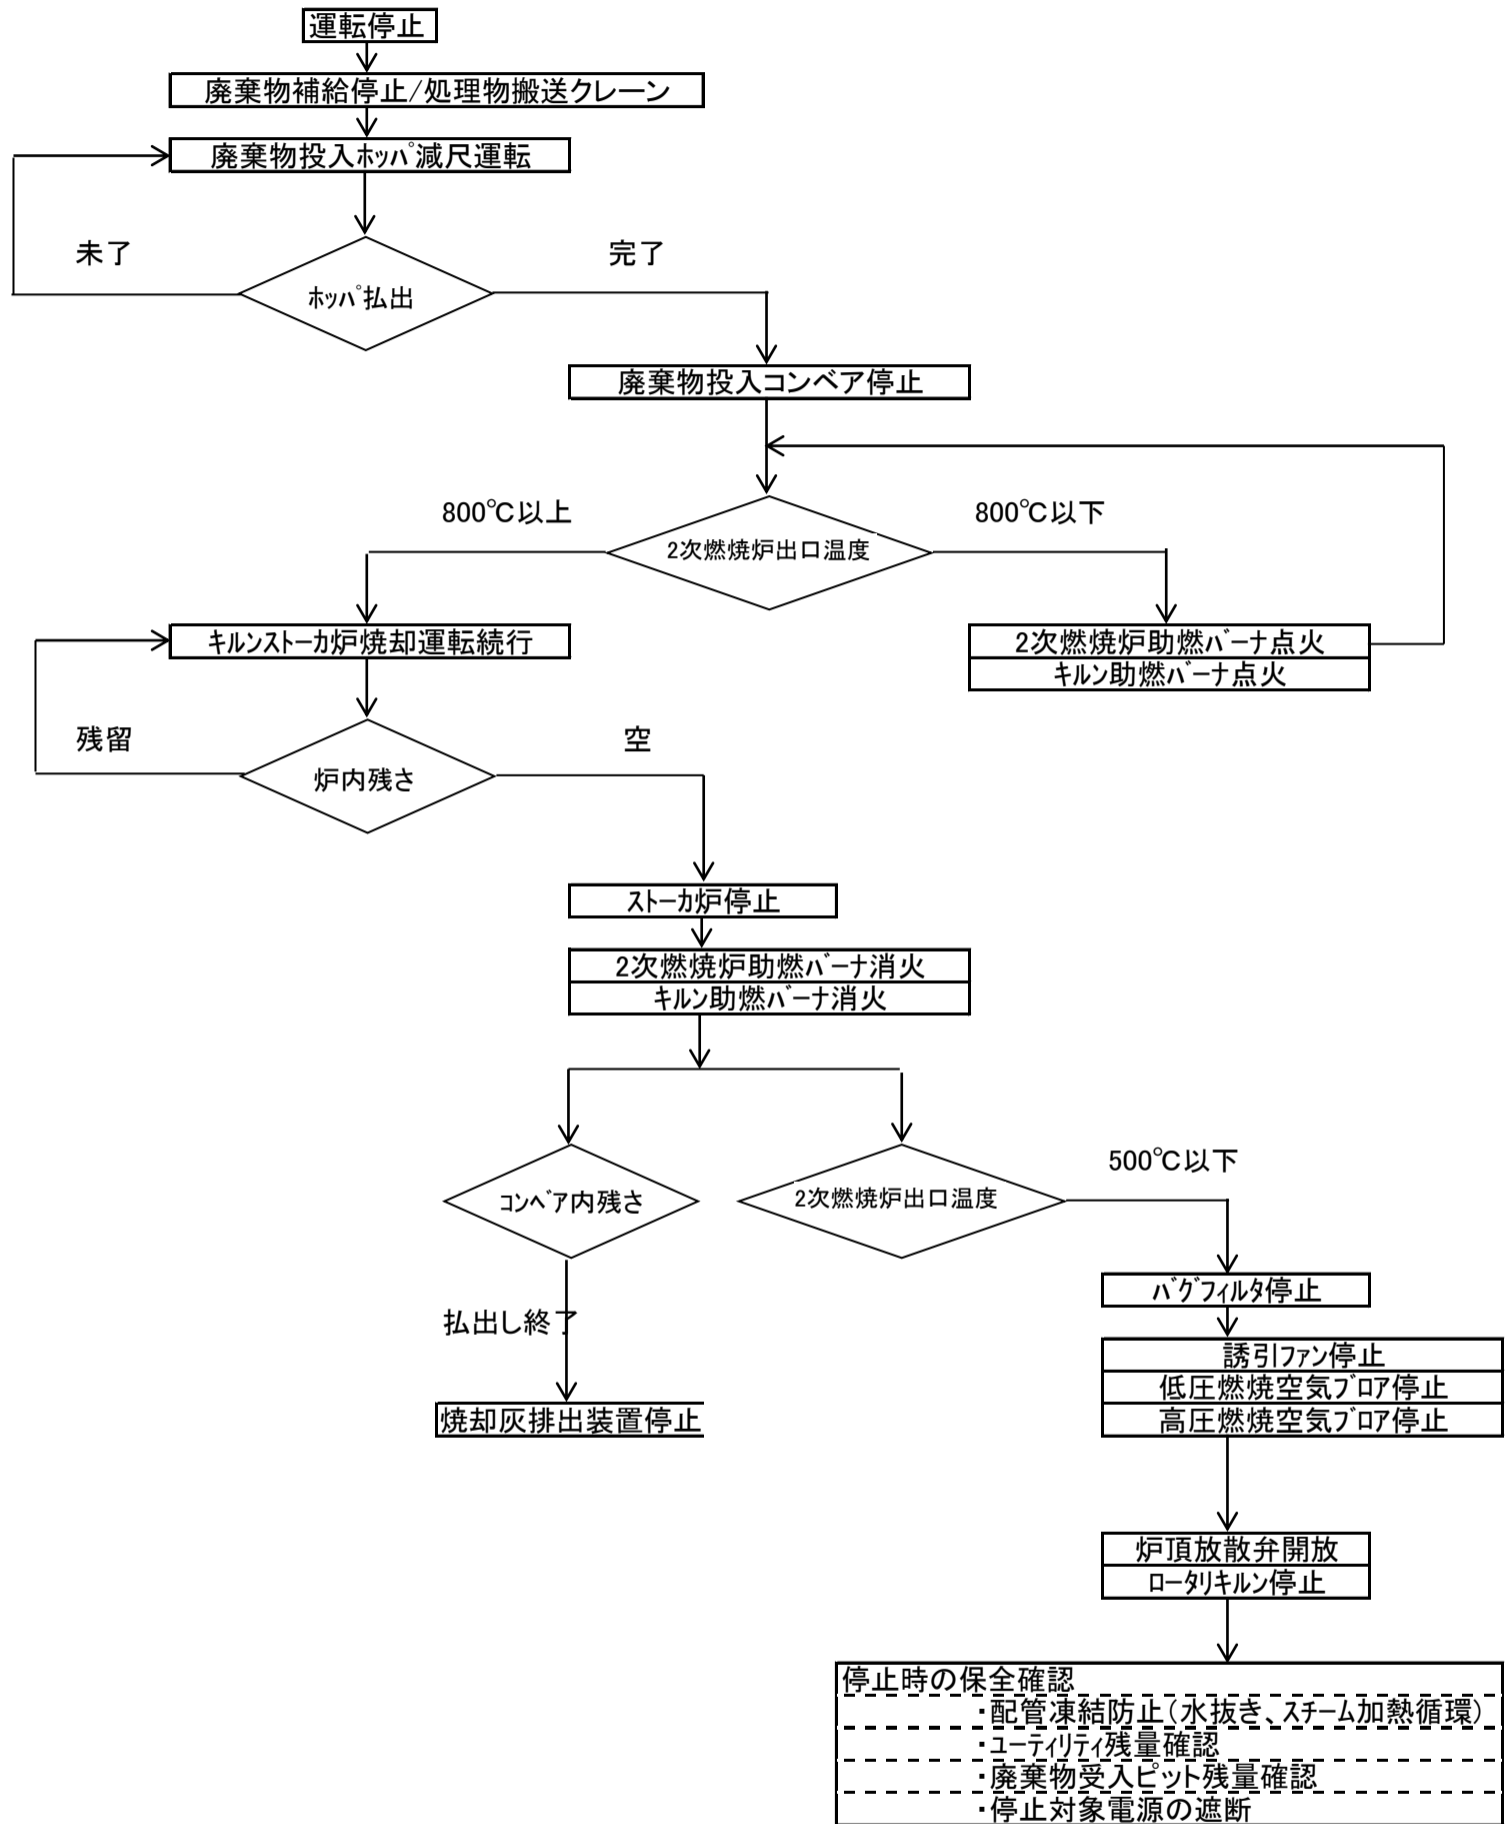 運転停止
廃棄物補給停止/処理物搬送クレーン
廃棄物投入ﾎｯﾊﾟ減尺運転
未了
完了
ﾎｯﾊﾟ払出
廃棄物投入コンベア停止
800℃以上
800℃以下
2次燃焼炉出口温度
ｷﾙﾝｽﾄｰｶ炉焼却運転続行
2次燃焼炉助燃ﾊﾞｰﾅ点火
ｷﾙﾝ助燃ﾊﾞｰﾅ点火
残留
空
炉内残さ
ｽﾄｰｶ炉停止
2次燃焼炉助燃ﾊﾞｰﾅ消火
ｷﾙﾝ助燃ﾊﾞｰﾅ消火
500℃以下
ｺﾝﾍﾞｱ内残さ
2次燃焼炉出口温度
ﾊﾞｸﾞﾌｨﾙﾀ停止
払出し終了
誘引ﾌｧﾝ停止
低圧燃焼空気ﾌﾞﾛｱ停止
高圧燃焼空気ﾌﾞﾛｱ停止
焼却灰排出装置停止
炉頂放散弁開放
ﾛｰﾀﾘｷﾙﾝ停止
停止時の保全確認
・配管凍結防止(水抜き、ｽﾁｰﾑ加熱循環)
・ﾕｰﾃｨﾘﾃｨ残量確認
・廃棄物受入ピット残量確認
・停止対象電源の遮断